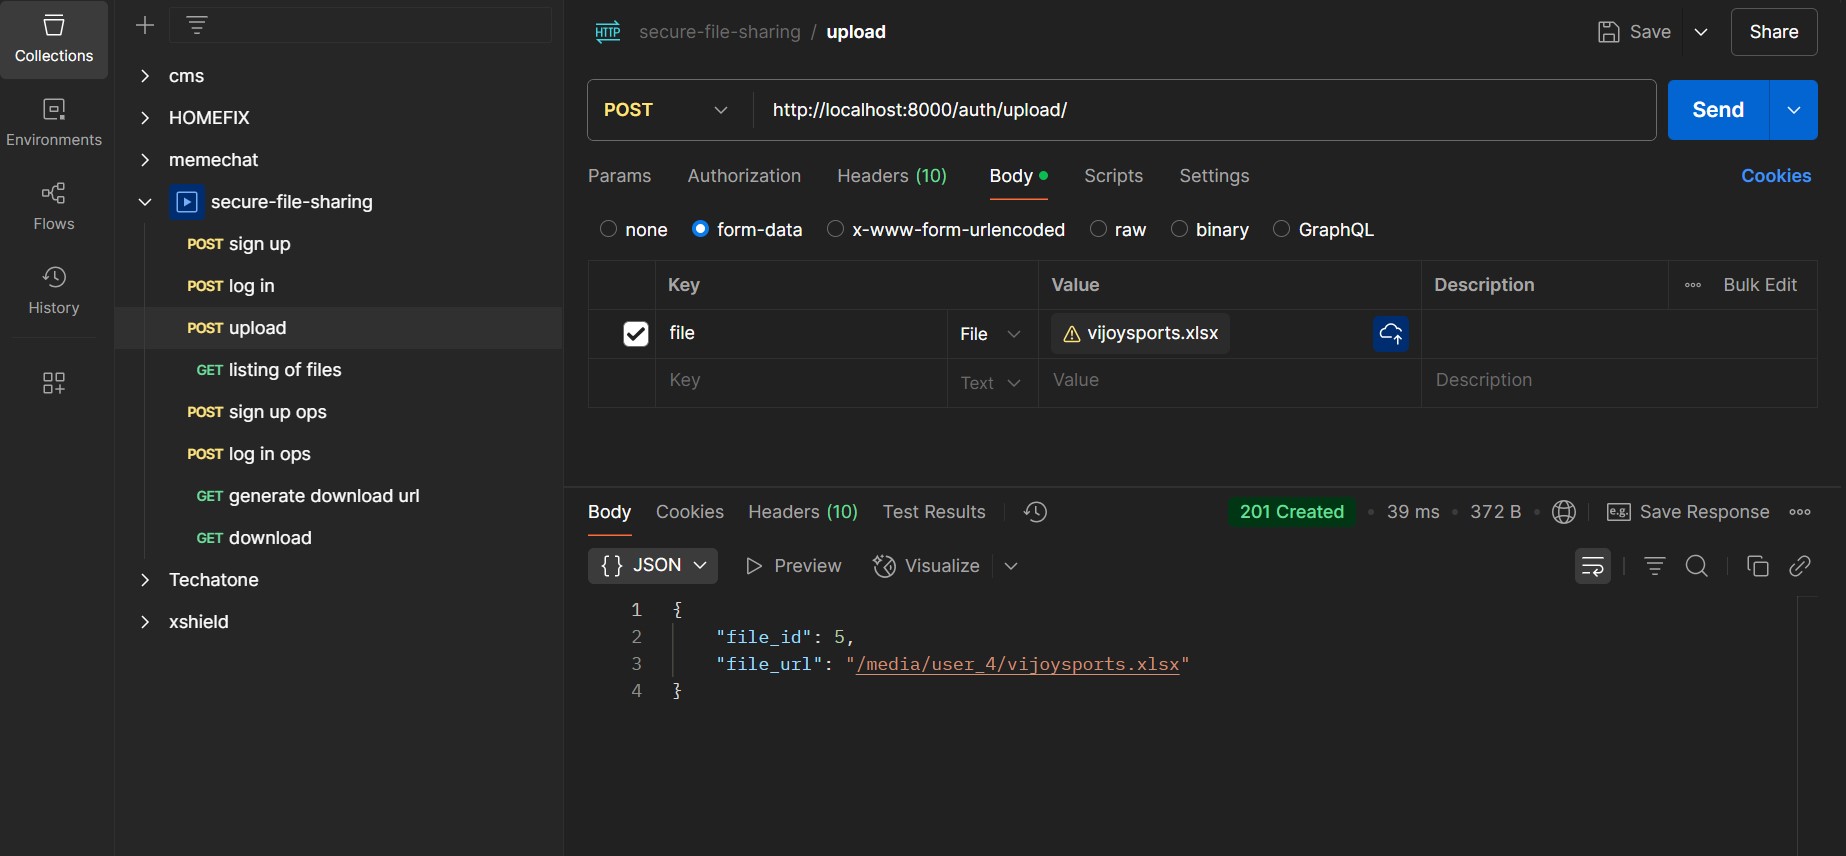 Collections
Environments
Flows
History
cms
HOMEFIX
memechat
secure-file-sharing
POST sign up
POST log in
POST upload
GET listing of files
POST sign up ops
POST log in ops
GET generate download url
GET download
Techatone
xshield
HTTP secure-file-sharing / upload
Save
Share
POST http://localhost:8000/auth/upload/
Send
Params Authorization Headers (10) Body Scripts Settings Cookies
none form-data x-www-form-urlencoded raw binary GraphQL
Key Value Description Bulk Edit
file File vijoysports.xlsx
Key Text Value Description
Body Cookies Headers (10) Test Results 201 Created 39 ms 372 B e.g. Save Response
{} JSON Preview Visualize
1 {
2 "file_id": 5,
3 "file_url": "/media/user_4/vijoysports.xlsx"
4 }